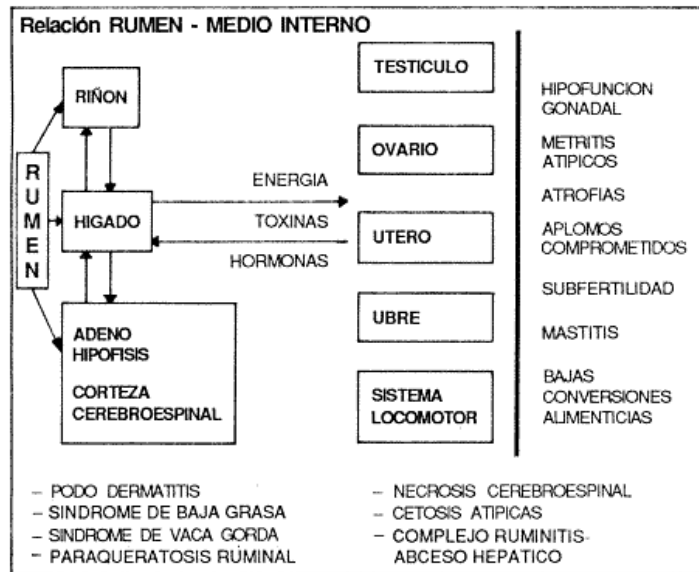 Relación RUMEN - MEDIO INTERNO
RUMEN
RIÑON
HIGADO
ADENO
HIPOFISIS
CORTEZA
CEREBROESPINAL
ENERGIA
TOXINAS
HORMONAS
TESTICULO
OVARIO
UTERO
UBRE
SISTEMA
LOCOMOTOR
HIPOFUNCION
GONADAL
METRITIS
ATIPICOS
ATROFIAS
APLOMOS
COMPROMETIDOS
SUBFERTILIDAD
MASTITIS
BAJAS
CONVERSIONES
ALIMENTICIAS
– PODO DERMATITIS
– SINDROME DE BAJA GRASA
– SINDROME DE VACA GORDA
– PARAQUERATOSIS RUMINAL
– NECROSIS CEREBROESPINAL
– CETOSIS ATIPICAS
– COMPLEJO RUMINITIS-
ABCESO HEPATICO